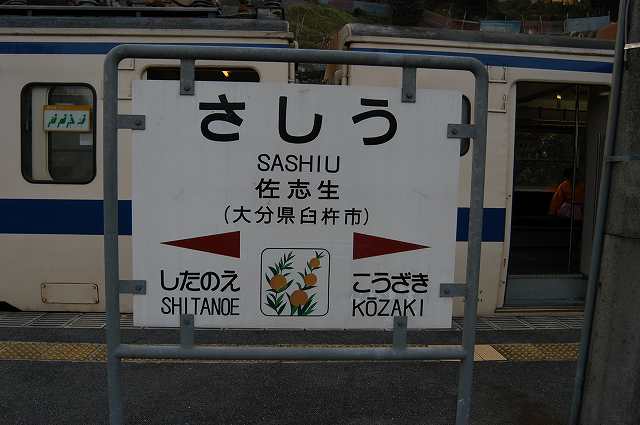 さしう
SASHIU
佐志生
(大分県臼杵市)
したのえ
SHITANOE
こうざき
KŌZAKI